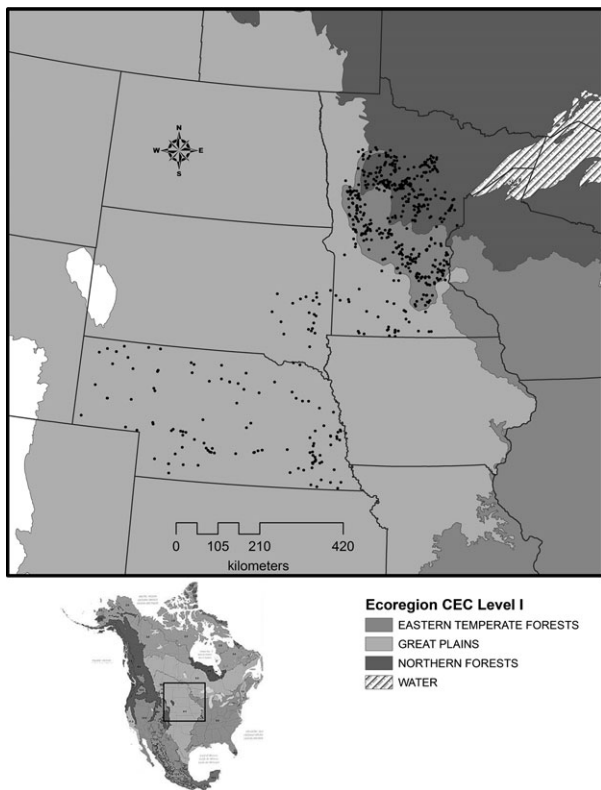 N
W E
S
0 105 210 420
kilometers
Ecoregion CEC Level I
EASTERN TEMPERATE FORESTS
GREAT PLAINS
NORTHERN FORESTS
WATER